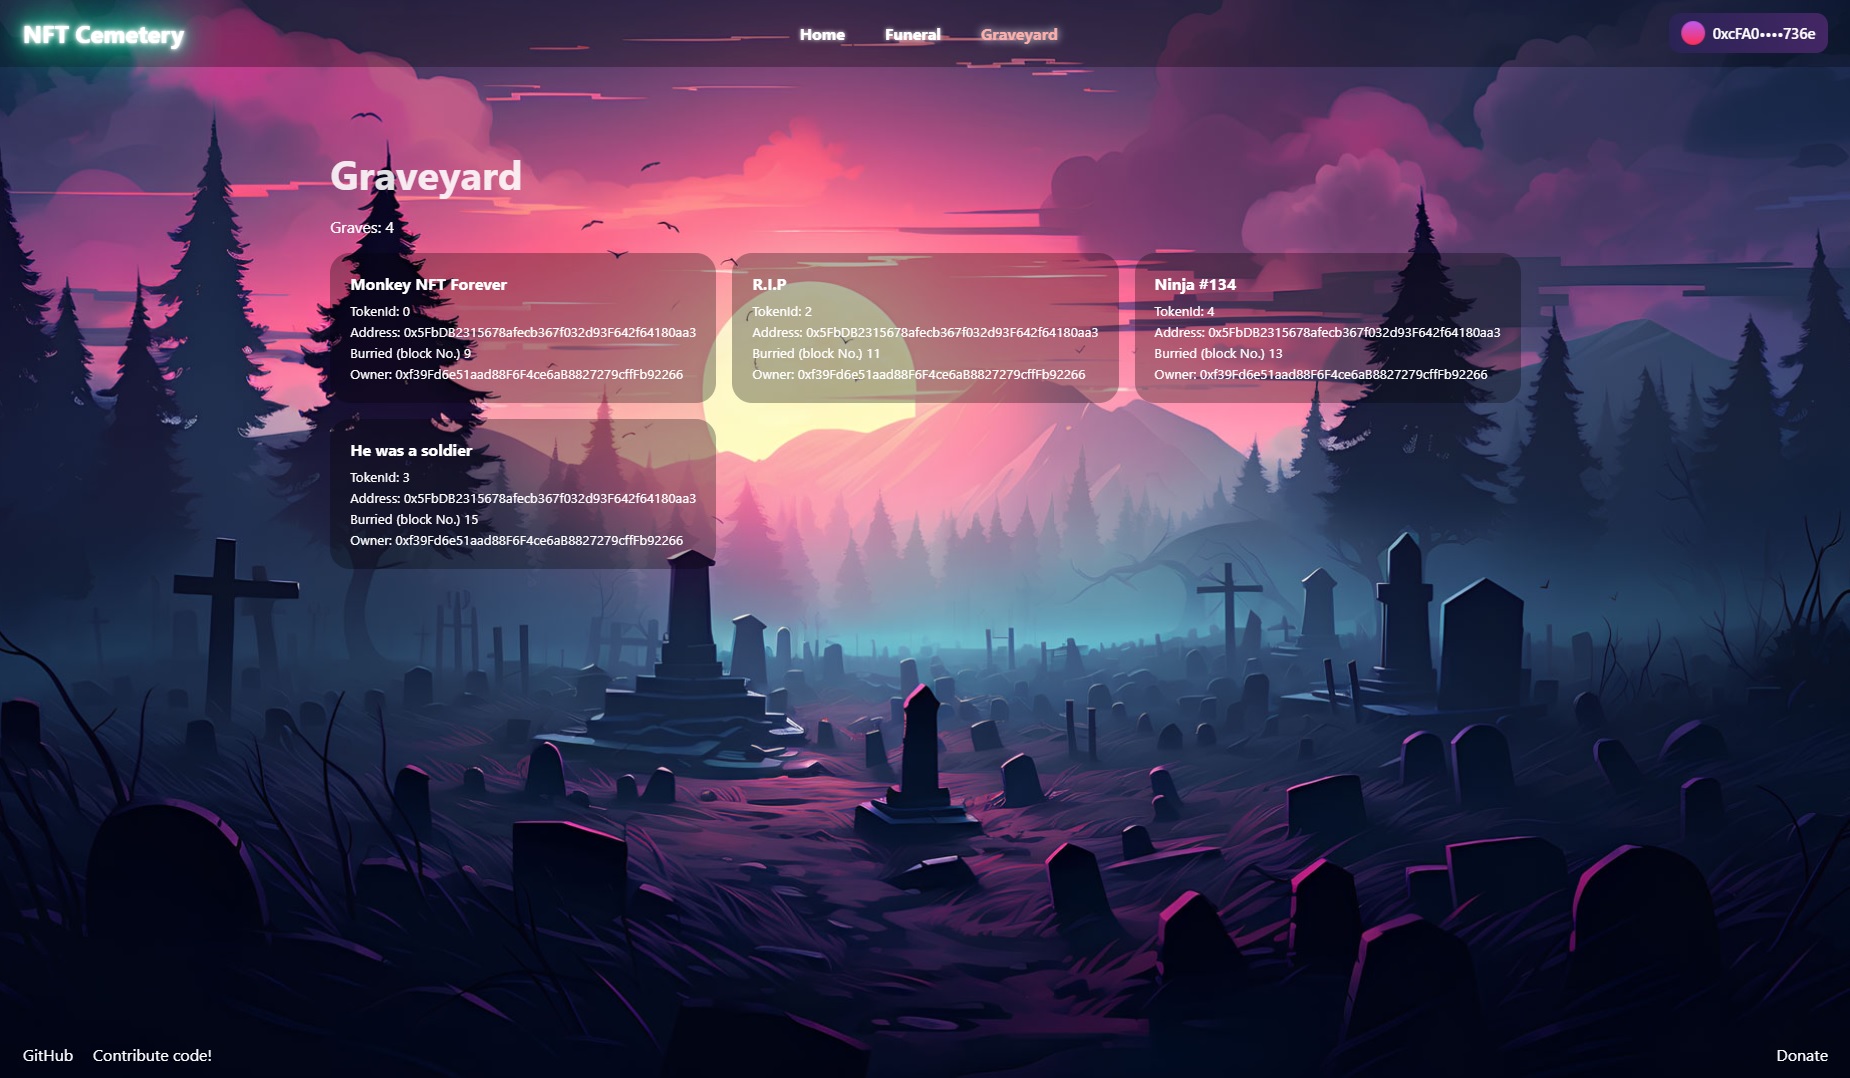 NFT Cemetery
Home
Funeral
Graveyard
0xcFA0••••736e
Graveyard
Graves: 4
Monkey NFT Forever
TokenId: 0
Address: 0x5FbDB2315678afecb367f032d93F642f64180aa3
Burried (block No.) 9
Owner: 0xf39Fd6e51aad88F6F4ce6aB8827279cffFb92266
R.I.P
TokenId: 2
Address: 0x5FbDB2315678afecb367f032d93F642f64180aa3
Burried (block No.) 11
Owner: 0xf39Fd6e51aad88F6F4ce6aB8827279cffFb92266
Ninja #134
TokenId: 4
Address: 0x5FbDB2315678afecb367f032d93F642f64180aa3
Burried (block No.) 13
Owner: 0xf39Fd6e51aad88F6F4ce6aB8827279cffFb92266
He was a soldier
TokenId: 3
Address: 0x5FbDB2315678afecb367f032d93F642f64180aa3
Burried (block No.) 15
Owner: 0xf39Fd6e51aad88F6F4ce6aB8827279cffFb92266
GitHub
Contribute code!
Donate